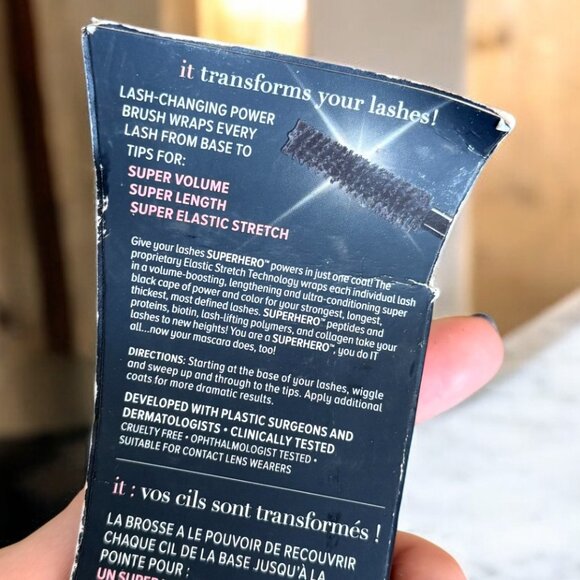 it transforms your lashes!
LASH-CHANGING POWER
BRUSH WRAPS EVERY
LASH FROM BASE TO
TIPS FOR:
SUPER VOLUME
SUPER LENGTH
SUPER ELASTIC STRETCH
Give your lashes SUPERHERO™ powers in just one coat! The
proprietary Elastic Stretch Technology wraps each individual lash
in a volume-boosting, lengthening and ultra-conditioning super
black cape of power and color for your strongest, longest,
thickest, most defined lashes. SUPERHERO™ peptides and
proteins, biotin, lash-lifting polymers, and collagen take your
lashes to new heights! You are a SUPERHERO™, you do IT
all...now your mascara does, too!
DIRECTIONS: Starting at the base of your lashes, wiggle
and sweep up and through to the tips. Apply additional
coats for more dramatic results.
DEVELOPED WITH PLASTIC SURGEONS AND
DERMATOLOGISTS • CLINICALLY TESTED
CRUELTY FREE • OPHTHALMOLOGIST TESTED •
SUITABLE FOR CONTACT LENS WEARERS
it : vos cils sont transformés !
LA BROSSE A LE POUVOIR DE RECOUVRIR
CHAQUE CIL DE LA BASE JUSQU'À LA
POINTE POUR :
UN SUPER